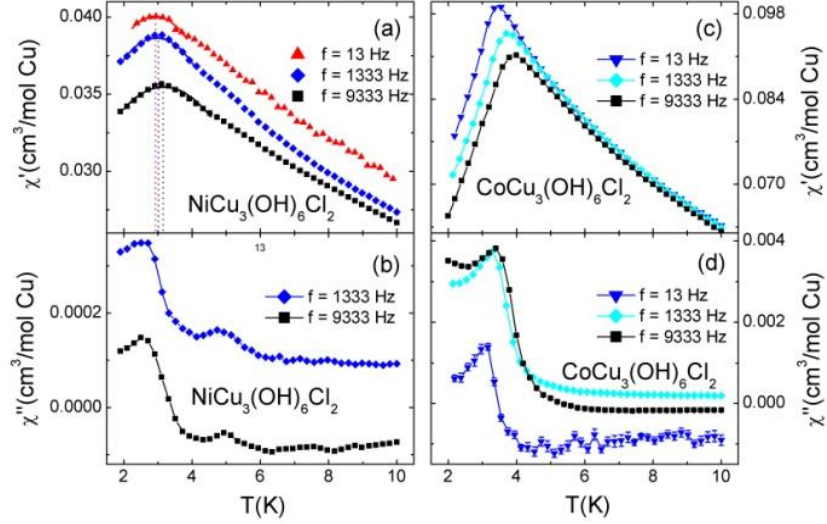 (a)
0.040
0.035
0.030
χ'(cm³/mol Cu)
f = 13 Hz
f = 1333 Hz
f = 9333 Hz
NiCu₃(OH)₆Cl₂
(b)
13
0.0002
0.0000
χ''(cm³/mol Cu)
f = 1333 Hz
f = 9333 Hz
NiCu₃(OH)₆Cl₂
2 4 6 8 10
T(K)
(c)
0.098
0.084
0.070
χ'(cm³/mol Cu)
f = 13 Hz
f = 1333 Hz
f = 9333 Hz
CoCu₃(OH)₆Cl₂
(d)
0.004
0.002
0.000
χ''(cm³/mol Cu)
f = 13 Hz
f = 1333 Hz
f = 9333 Hz
CoCu₃(OH)₆Cl₂
2 4 6 8 10
T(K)